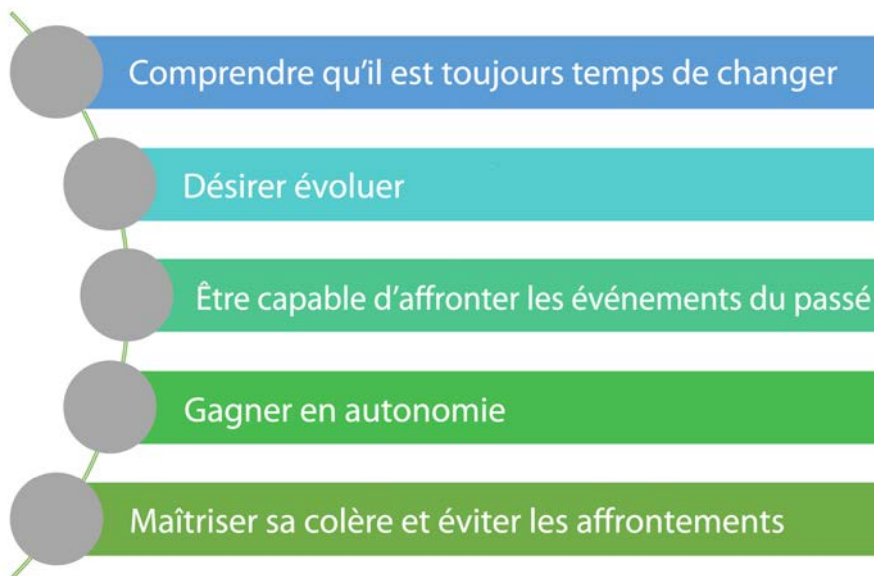 Comprendre qu'il est toujours temps de changer
Désirer évoluer
Être capable d'affronter les événements du passé
Gagner en autonomie
Maîtriser sa colère et éviter les affrontements